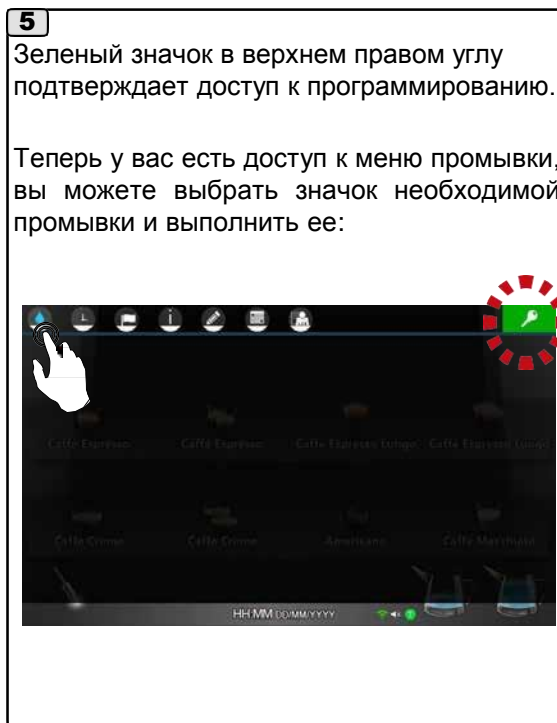 5
Зеленый значок в верхнем правом углу
подтверждает доступ к программированию.
Теперь у вас есть доступ к меню промывки,
вы можете выбрать значок необходимой
промывки и выполнить ее:
Caffè Espresso Caffè Espresso Caffè Espresso Lungo Caffè Espresso Lungo
Caffè Creme Caffè Creme Americano Caffè Macchiato
HH:MM DD/MM/YYYY